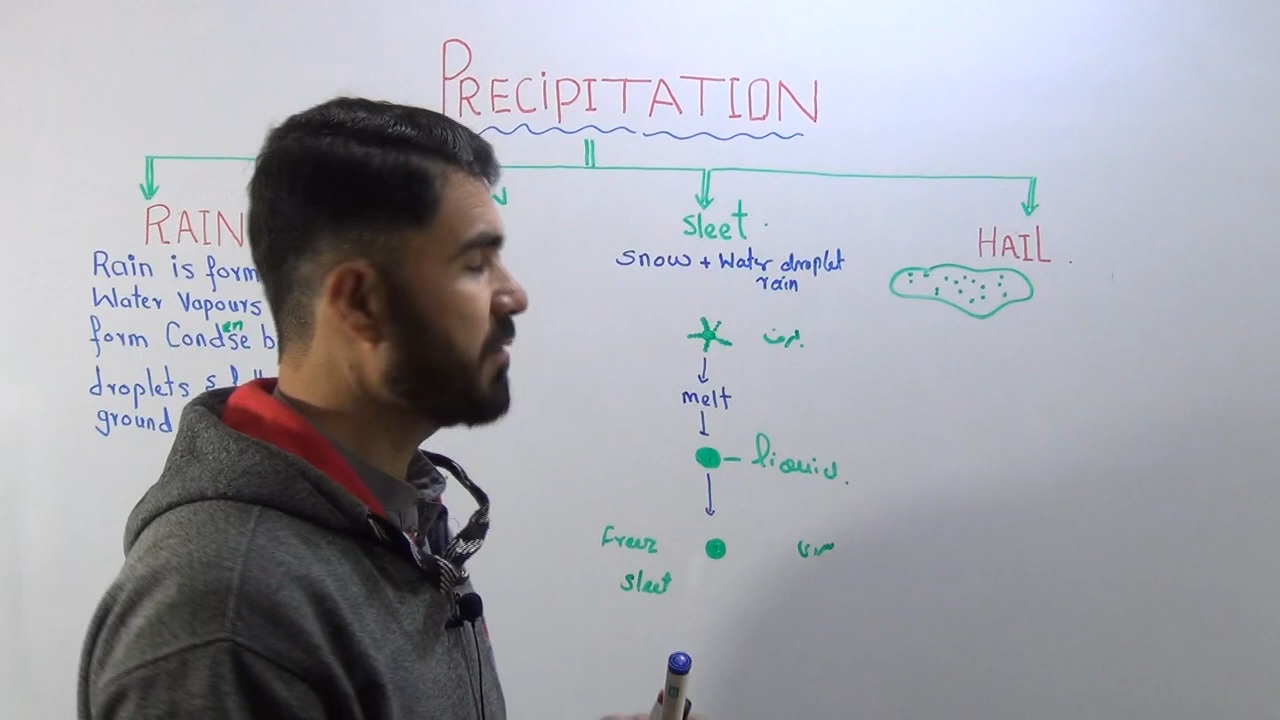 PRECIPITATION
RAIN
Rain is form
Water Vapours
form Condense b
droplets
ground
sleet.
snow + Water droplet
rain
برف
melt
liquid.
Freez
sleet
HAIL.